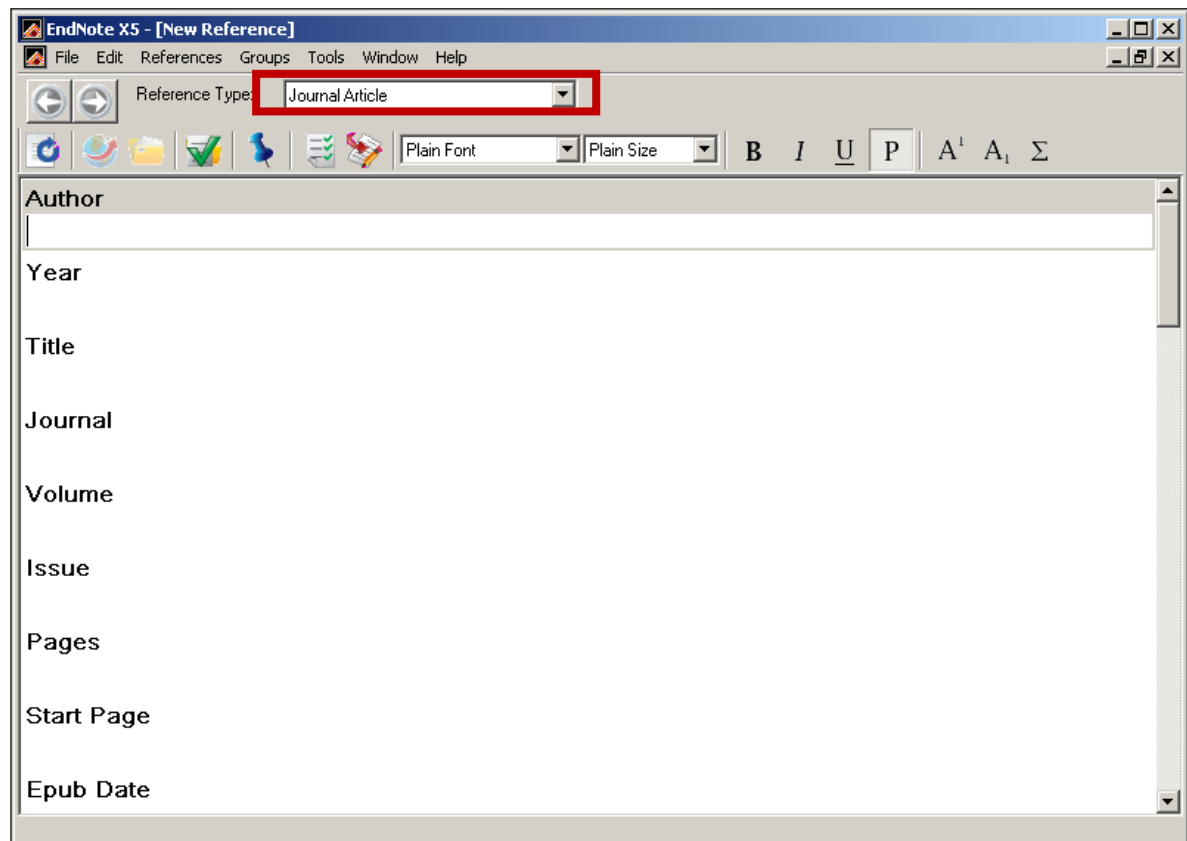 EndNote X5 - [New Reference]
File Edit References Groups Tools Window Help
Reference Type: Journal Article
Plain Font Plain Size B I U P A¹ A₁ Σ
Author
Year
Title
Journal
Volume
Issue
Pages
Start Page
Epub Date